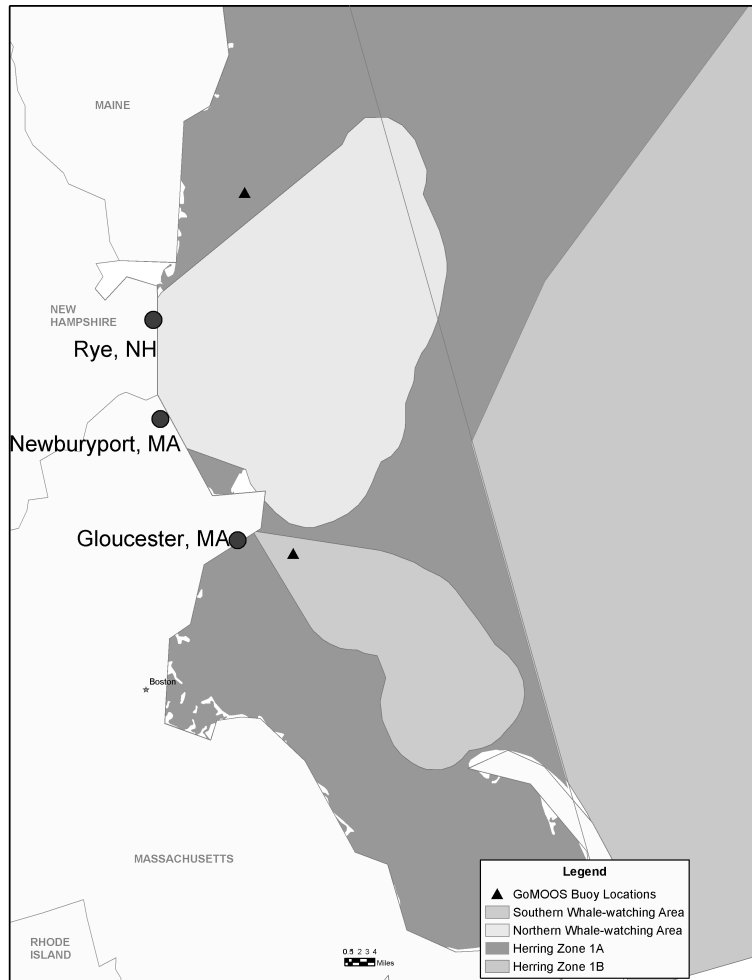 MAINE
NEW
HAMPSHIRE
Rye, NH
Newburyport, MA
Gloucester, MA
Boston
MASSACHUSETTS
RHODE
ISLAND
0.5 1 2 3 4
Miles
Legend
GoMOOS Buoy Locations
Southern Whale-watching Area
Northern Whale-watching Area
Herring Zone 1A
Herring Zone 1B